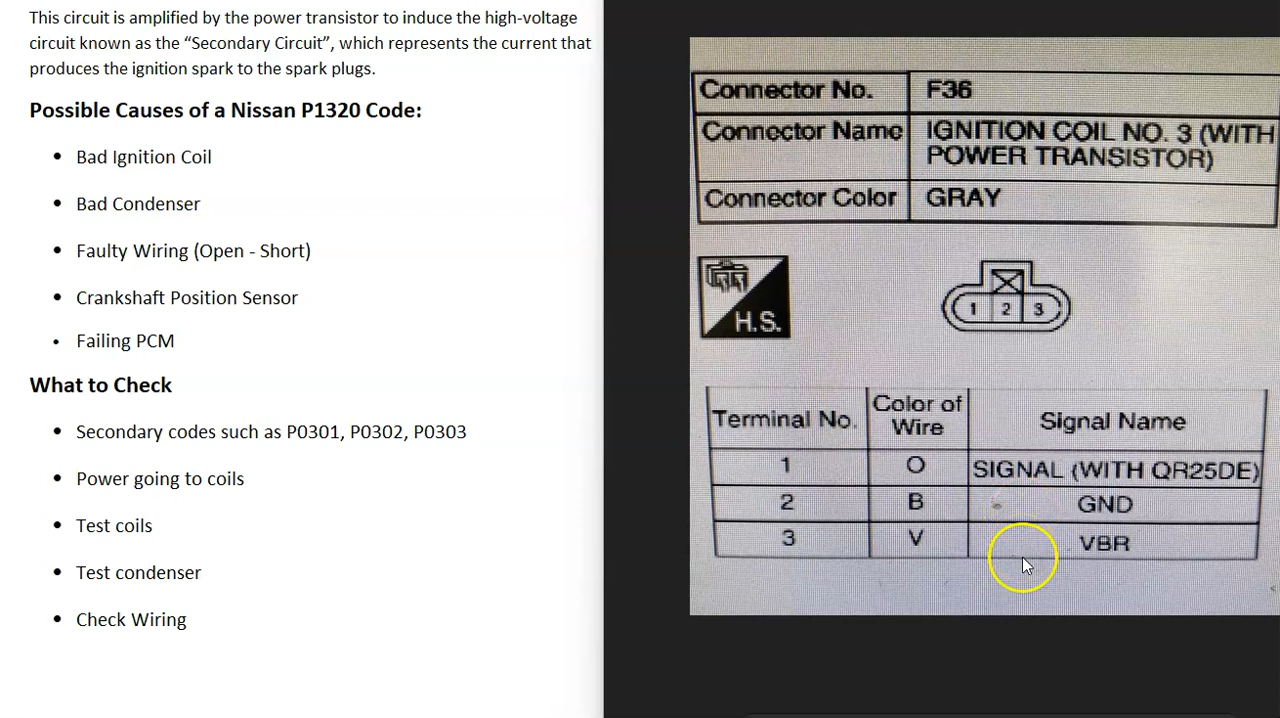 This circuit is amplified by the power transistor to induce the high-voltage
circuit known as the “Secondary Circuit”, which represents the current that
produces the ignition spark to the spark plugs.
Possible Causes of a Nissan P1320 Code:
• Bad Ignition Coil
• Bad Condenser
• Faulty Wiring (Open - Short)
• Crankshaft Position Sensor
• Failing PCM
What to Check
• Secondary codes such as P0301, P0302, P0303
• Power going to coils
• Test coils
• Test condenser
• Check Wiring
Connector No. F36
Connector Name IGNITION COIL NO. 3 (WITH
POWER TRANSISTOR)
Connector Color GRAY
H.S.
1 2 3
Terminal No. Color of Wire Signal Name
1 O SIGNAL (WITH QR25DE)
2 B GND
3 V VBR